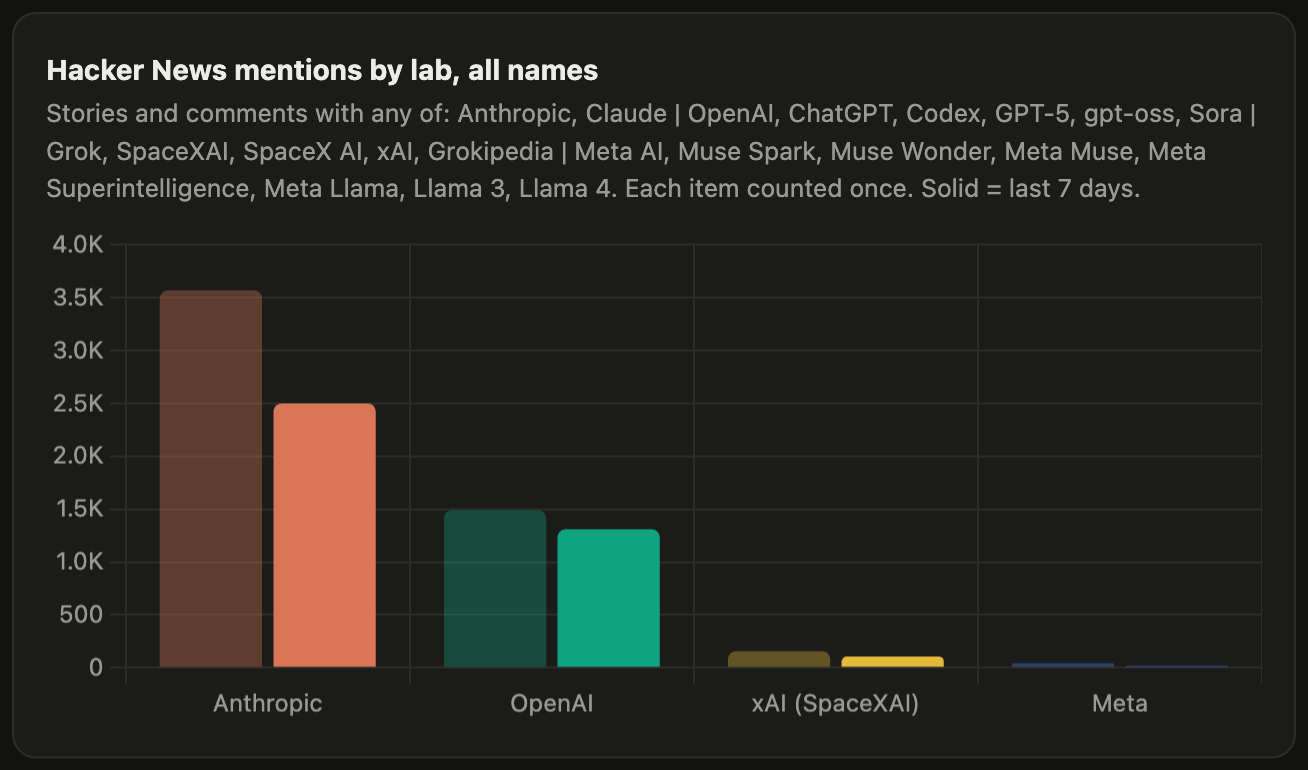 Hacker News mentions by lab, all names
Stories and comments with any of: Anthropic, Claude | OpenAI, ChatGPT, Codex, GPT-5, gpt-oss, Sora |
Grok, SpaceXAI, SpaceX AI, xAI, Grokipedia | Meta AI, Muse Spark, Muse Wonder, Meta Muse, Meta
Superintelligence, Meta Llama, Llama 3, Llama 4. Each item counted once. Solid = last 7 days.
4.0K
3.5K
3.0K
2.5K
2.0K
1.5K
1.0K
500
0
Anthropic
OpenAI
xAI (SpaceXAI)
Meta